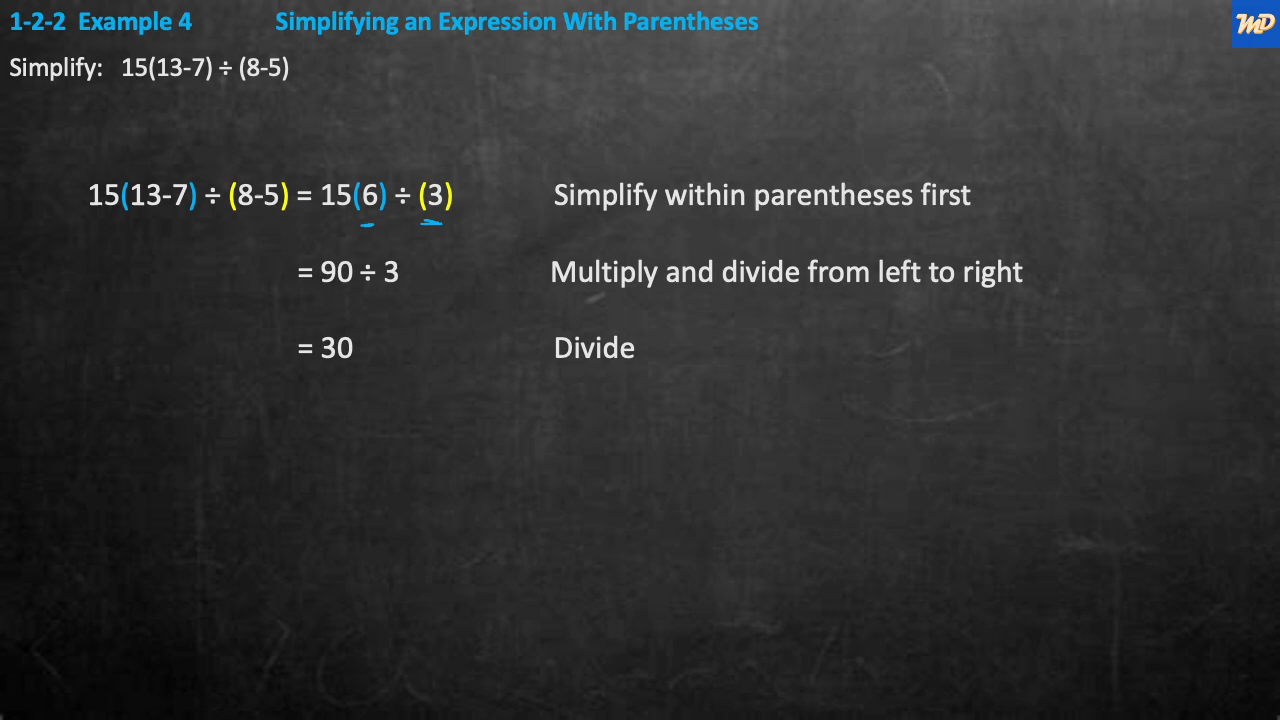 1-2-2 Example 4 Simplifying an Expression With Parentheses
MD
Simplify: 15(13-7) ÷ (8-5)
15(13-7) ÷ (8-5) = 15(6) ÷ (3) Simplify within parentheses first
= 90 ÷ 3 Multiply and divide from left to right
= 30 Divide